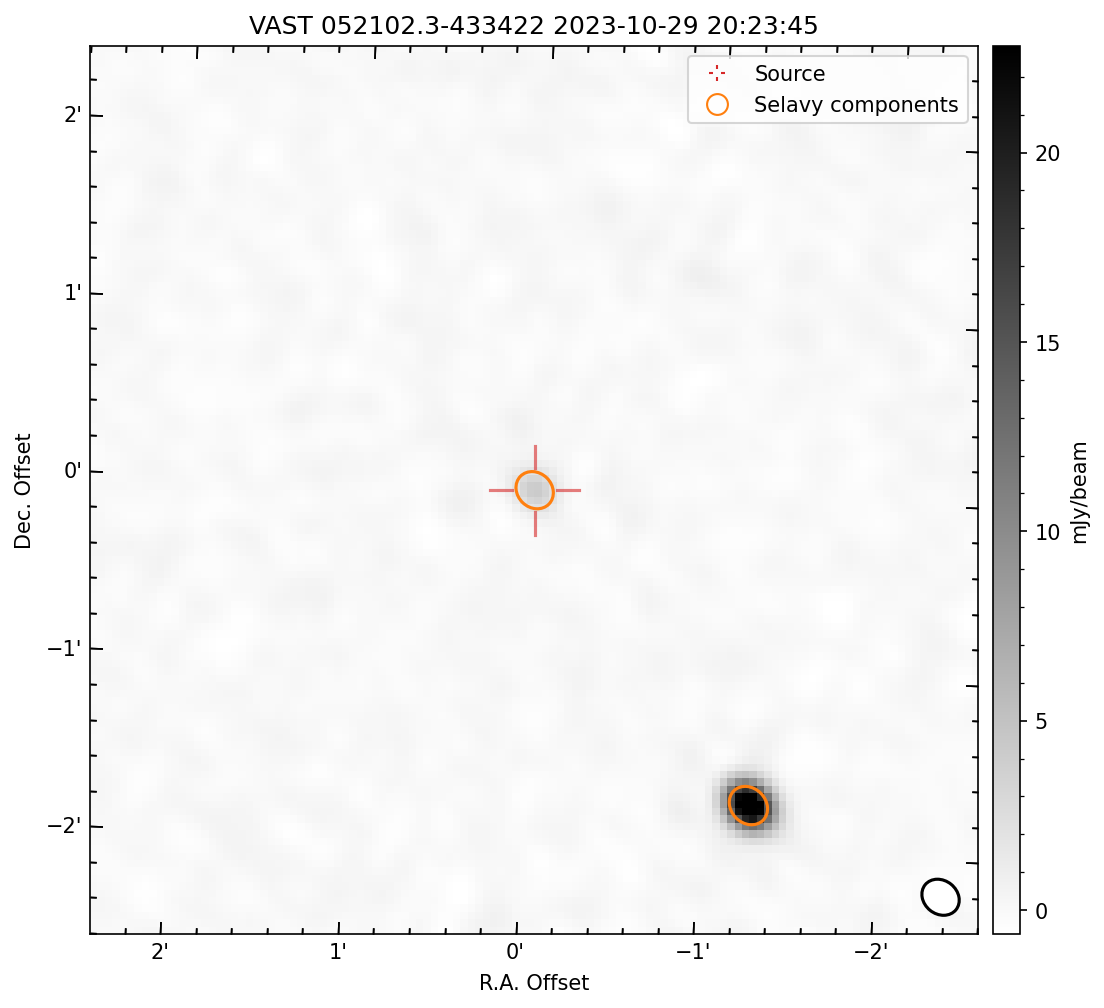 VAST 052102.3-433422 2023-10-29 20:23:45
Source
Selavy components
2'
1'
0'
−1'
−2'
Dec. Offset
2'
1'
0'
−1'
−2'
R.A. Offset
20
15
10
5
0
mJy/beam